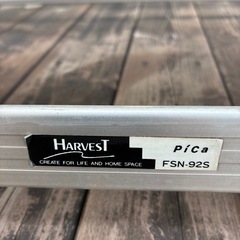 HARVEST
CREATE FOR LIFE AND HOME SPACE
PiCa
FSN-92S